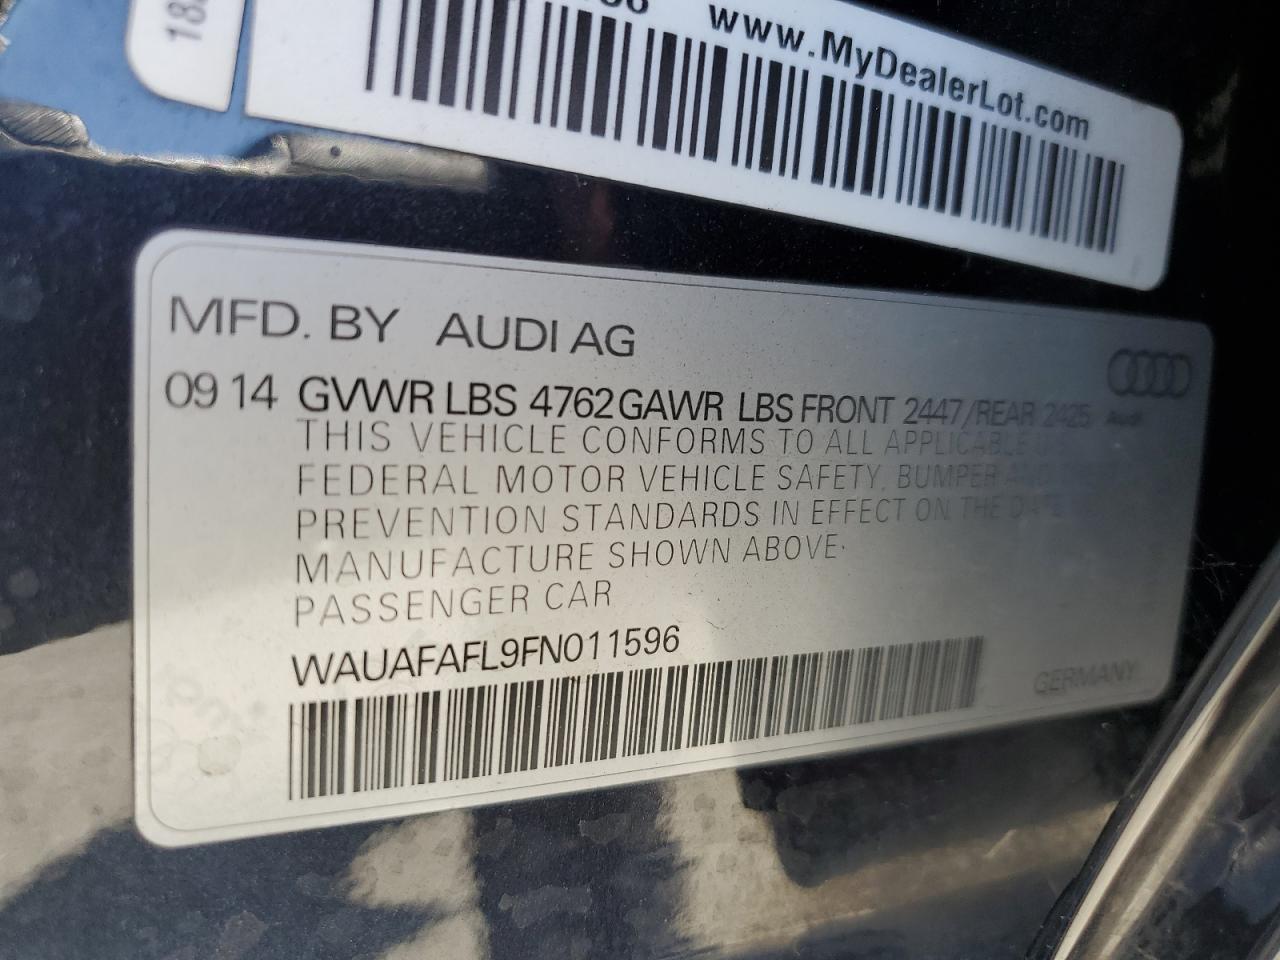 www.MyDealerLot.com
MFD. BY AUDI AG
09 14 GVWR LBS 4762 GAWR LBS FRONT 2447/REAR 2425
Audi
THIS VEHICLE CONFORMS TO ALL APPLICABLE
FEDERAL MOTOR VEHICLE SAFETY, BUMPER
PREVENTION STANDARDS IN EFFECT ON THE DATE
MANUFACTURE SHOWN ABOVE.
PASSENGER CAR
WAUAFAFL9FN011596
GERMANY